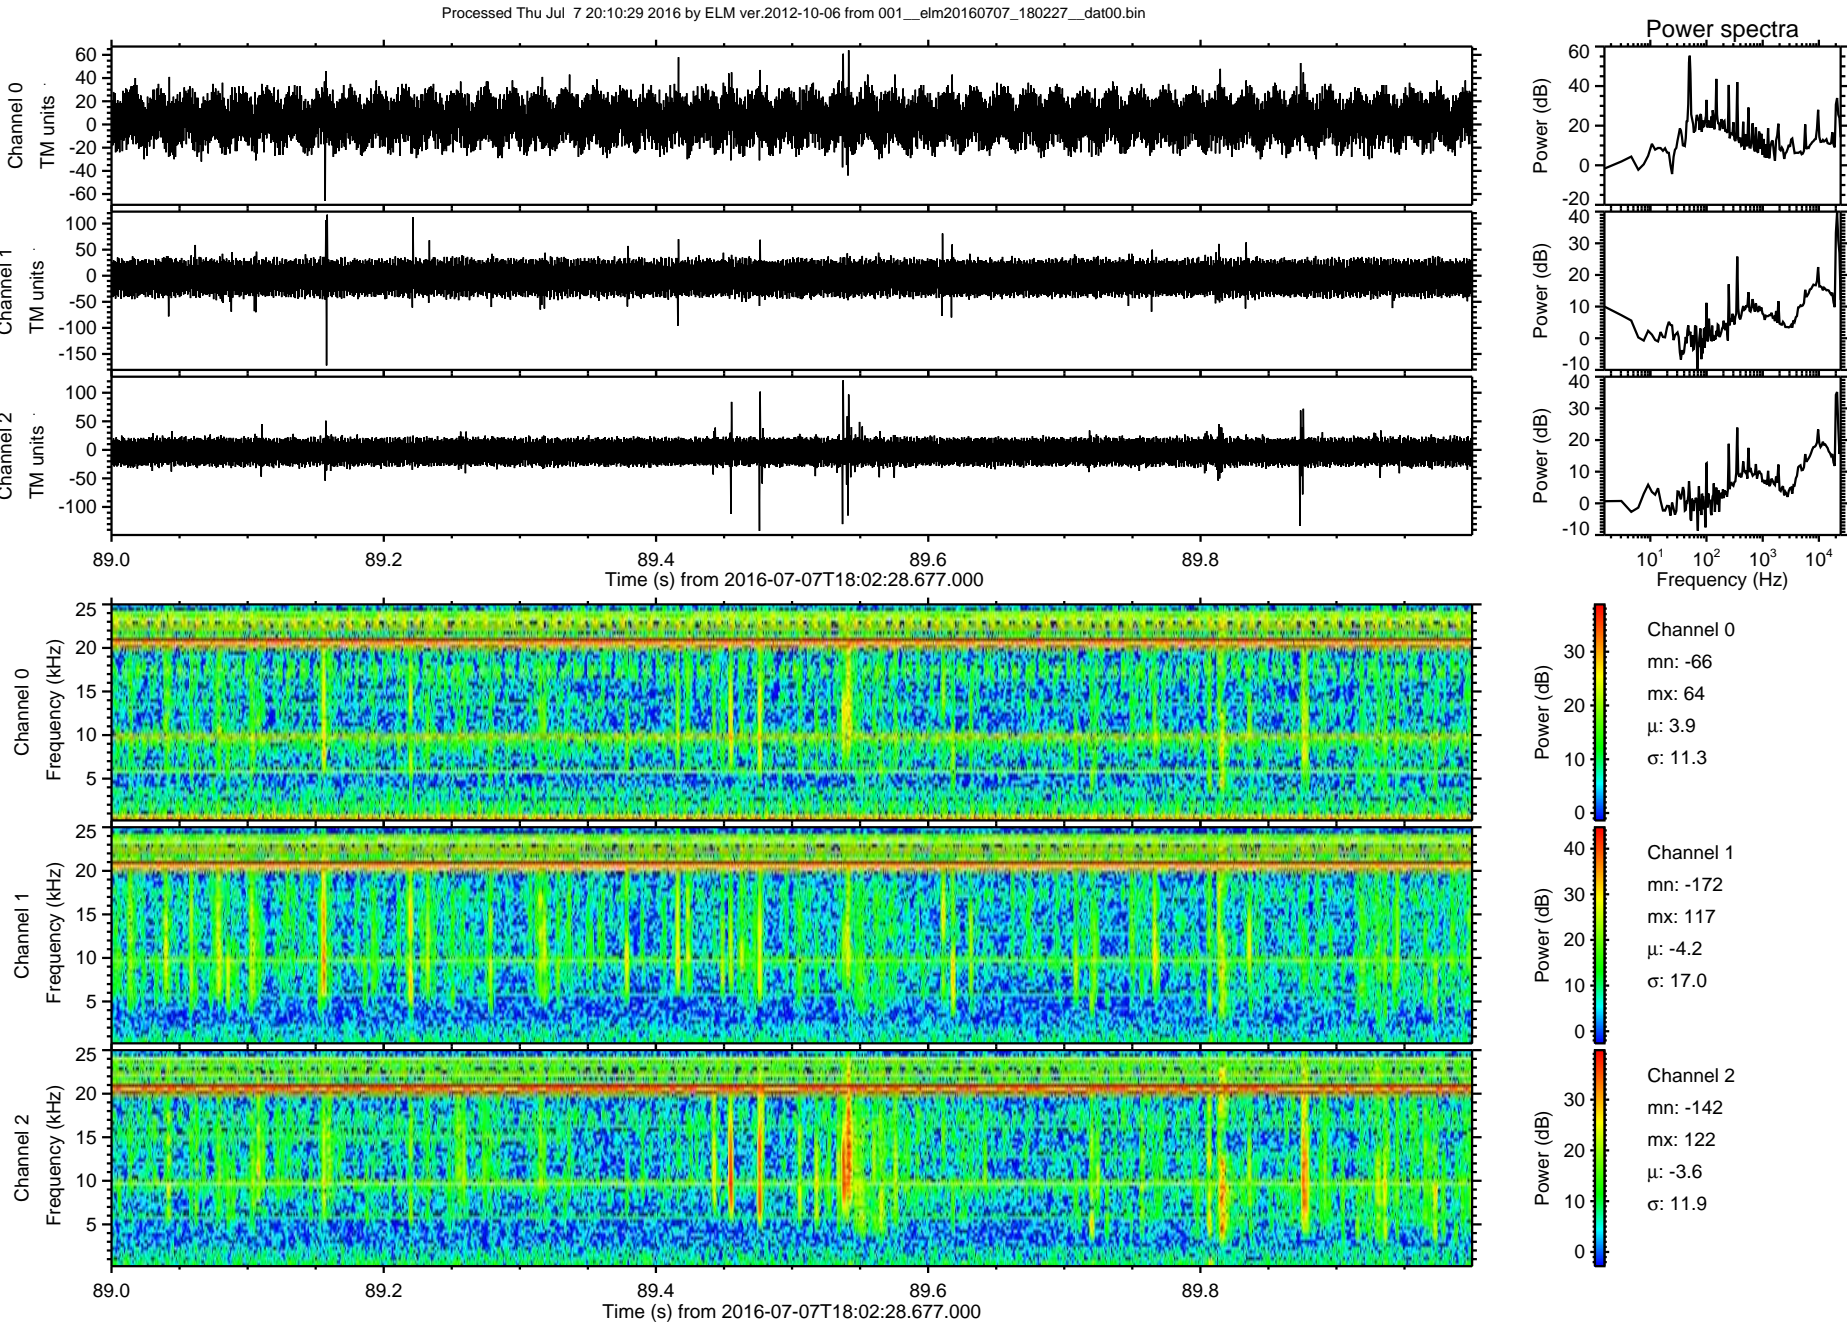 Processed Thu Jul  7 20:10:29 2016 by ELM ver.2012-10-06 from 001__elm20160707_180227__dat00.bin
Power spectra
Channel 0
TM units
60
40
20
0
-20
-40
-60
Power (dB)
60
40
20
0
-20
Channel 1
TM units
100
50
0
-50
-100
-150
Power (dB)
40
30
20
10
0
-10
Channel 2
TM units
100
50
0
-50
-100
Power (dB)
40
30
20
10
0
-10
89.0 89.2 89.4 89.6 89.8
Time (s) from 2016-07-07T18:02:28.677.000
10¹ 10² 10³ 10⁴
Frequency (Hz)
Channel 0
Frequency (kHz)
25
20
15
10
5
Power (dB)
30
20
10
0
Channel 0
mn: -66
mx: 64
μ: 3.9
σ: 11.3
Channel 1
Frequency (kHz)
25
20
15
10
5
Power (dB)
40
30
20
10
0
Channel 1
mn: -172
mx: 117
μ: -4.2
σ: 17.0
Channel 2
Frequency (kHz)
25
20
15
10
5
Power (dB)
30
20
10
0
Channel 2
mn: -142
mx: 122
μ: -3.6
σ: 11.9
89.0 89.2 89.4 89.6 89.8
Time (s) from 2016-07-07T18:02:28.677.000